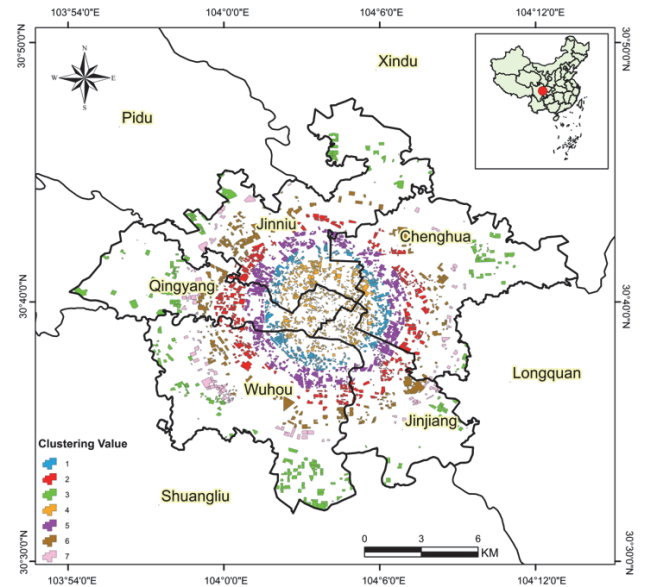 103°54'0"E 104°0'0"E 104°6'0"E 104°12'0"E
30°50'0"N 30°50'0"N
N
W E
S
Xindu
Pidu
Jinniu
Chenghua
Qingyang
30°40'0"N 30°40'0"N
Longquan
Wuhou
Jinjiang
Clustering Value
1
2
3
4
5
6
7
Shuangliu
0 3 6
KM
30°30'0"N 30°30'0"N
103°54'0"E 104°0'0"E 104°6'0"E 104°12'0"E